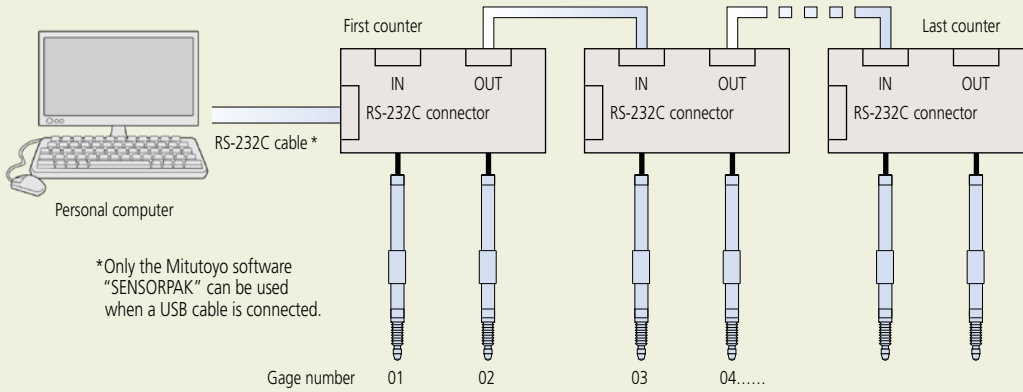 First counter
Last counter
IN OUT
IN OUT
IN OUT
RS-232C connector
RS-232C connector
RS-232C connector
RS-232C cable *
Personal computer
*Only the Mitutoyo software
“SENSORPAK” can be used
when a USB cable is connected.
Gage number 01 02 03 04......